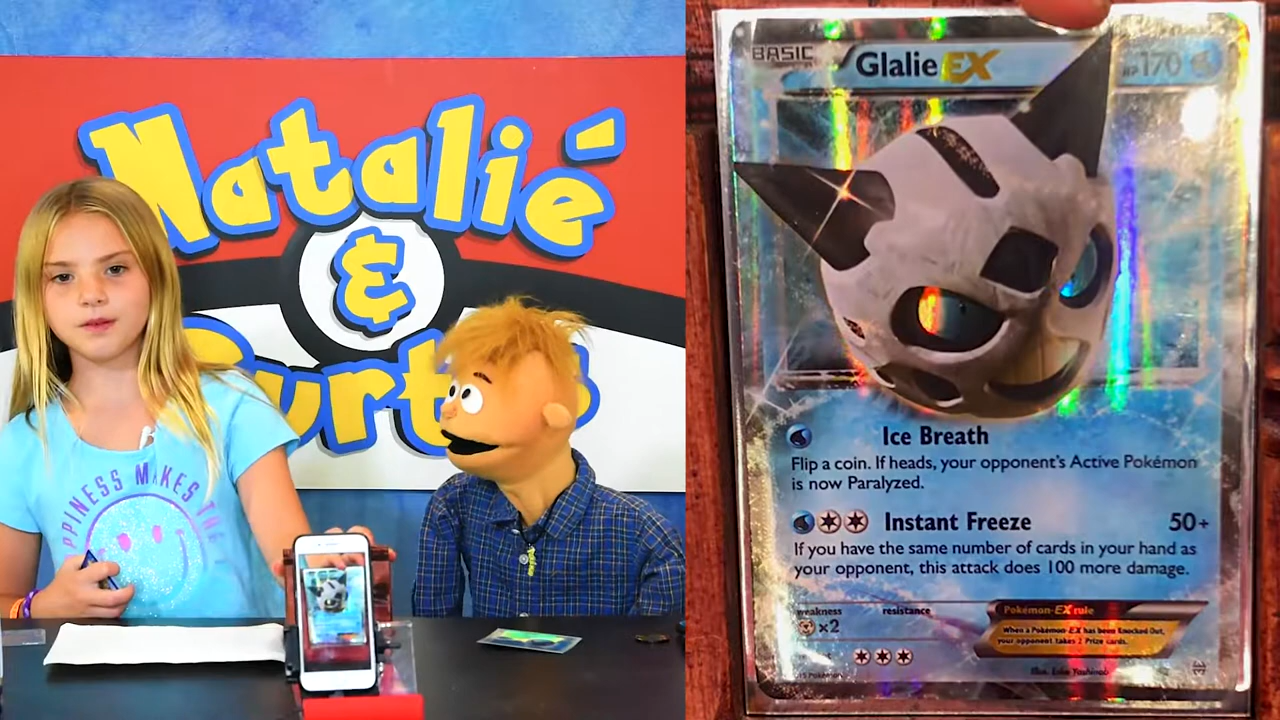 Natalié
&
Curtis
PPINESS MAKES THE
BASIC
Glalie EX
HP170
Ice Breath
Flip a coin. If heads, your opponent's Active Pokémon
is now Paralyzed.
Instant Freeze 50+
If you have the same number of cards in your hand as
your opponent, this attack does 100 more damage.
weakness resistance
×2
Pokémon-EX rule
When a Pokémon-EX has been Knocked Out,
your opponent takes 2 Prize cards.